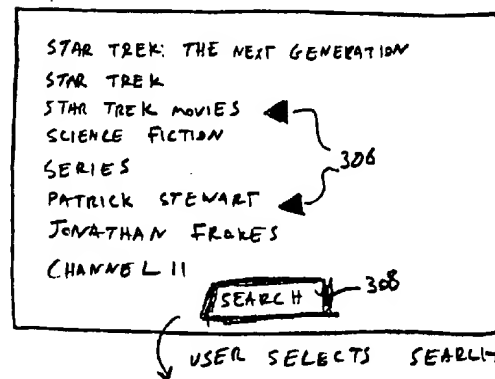 STAR TREK: THE NEXT GENERATION
STAR TREK
STAR TREK MOVIES
SCIENCE FICTION
306
SERIES
PATRICK STEWART
JONATHAN FRAKES
CHANNEL 11
SEARCH
308
USER SELECTS SEARCH